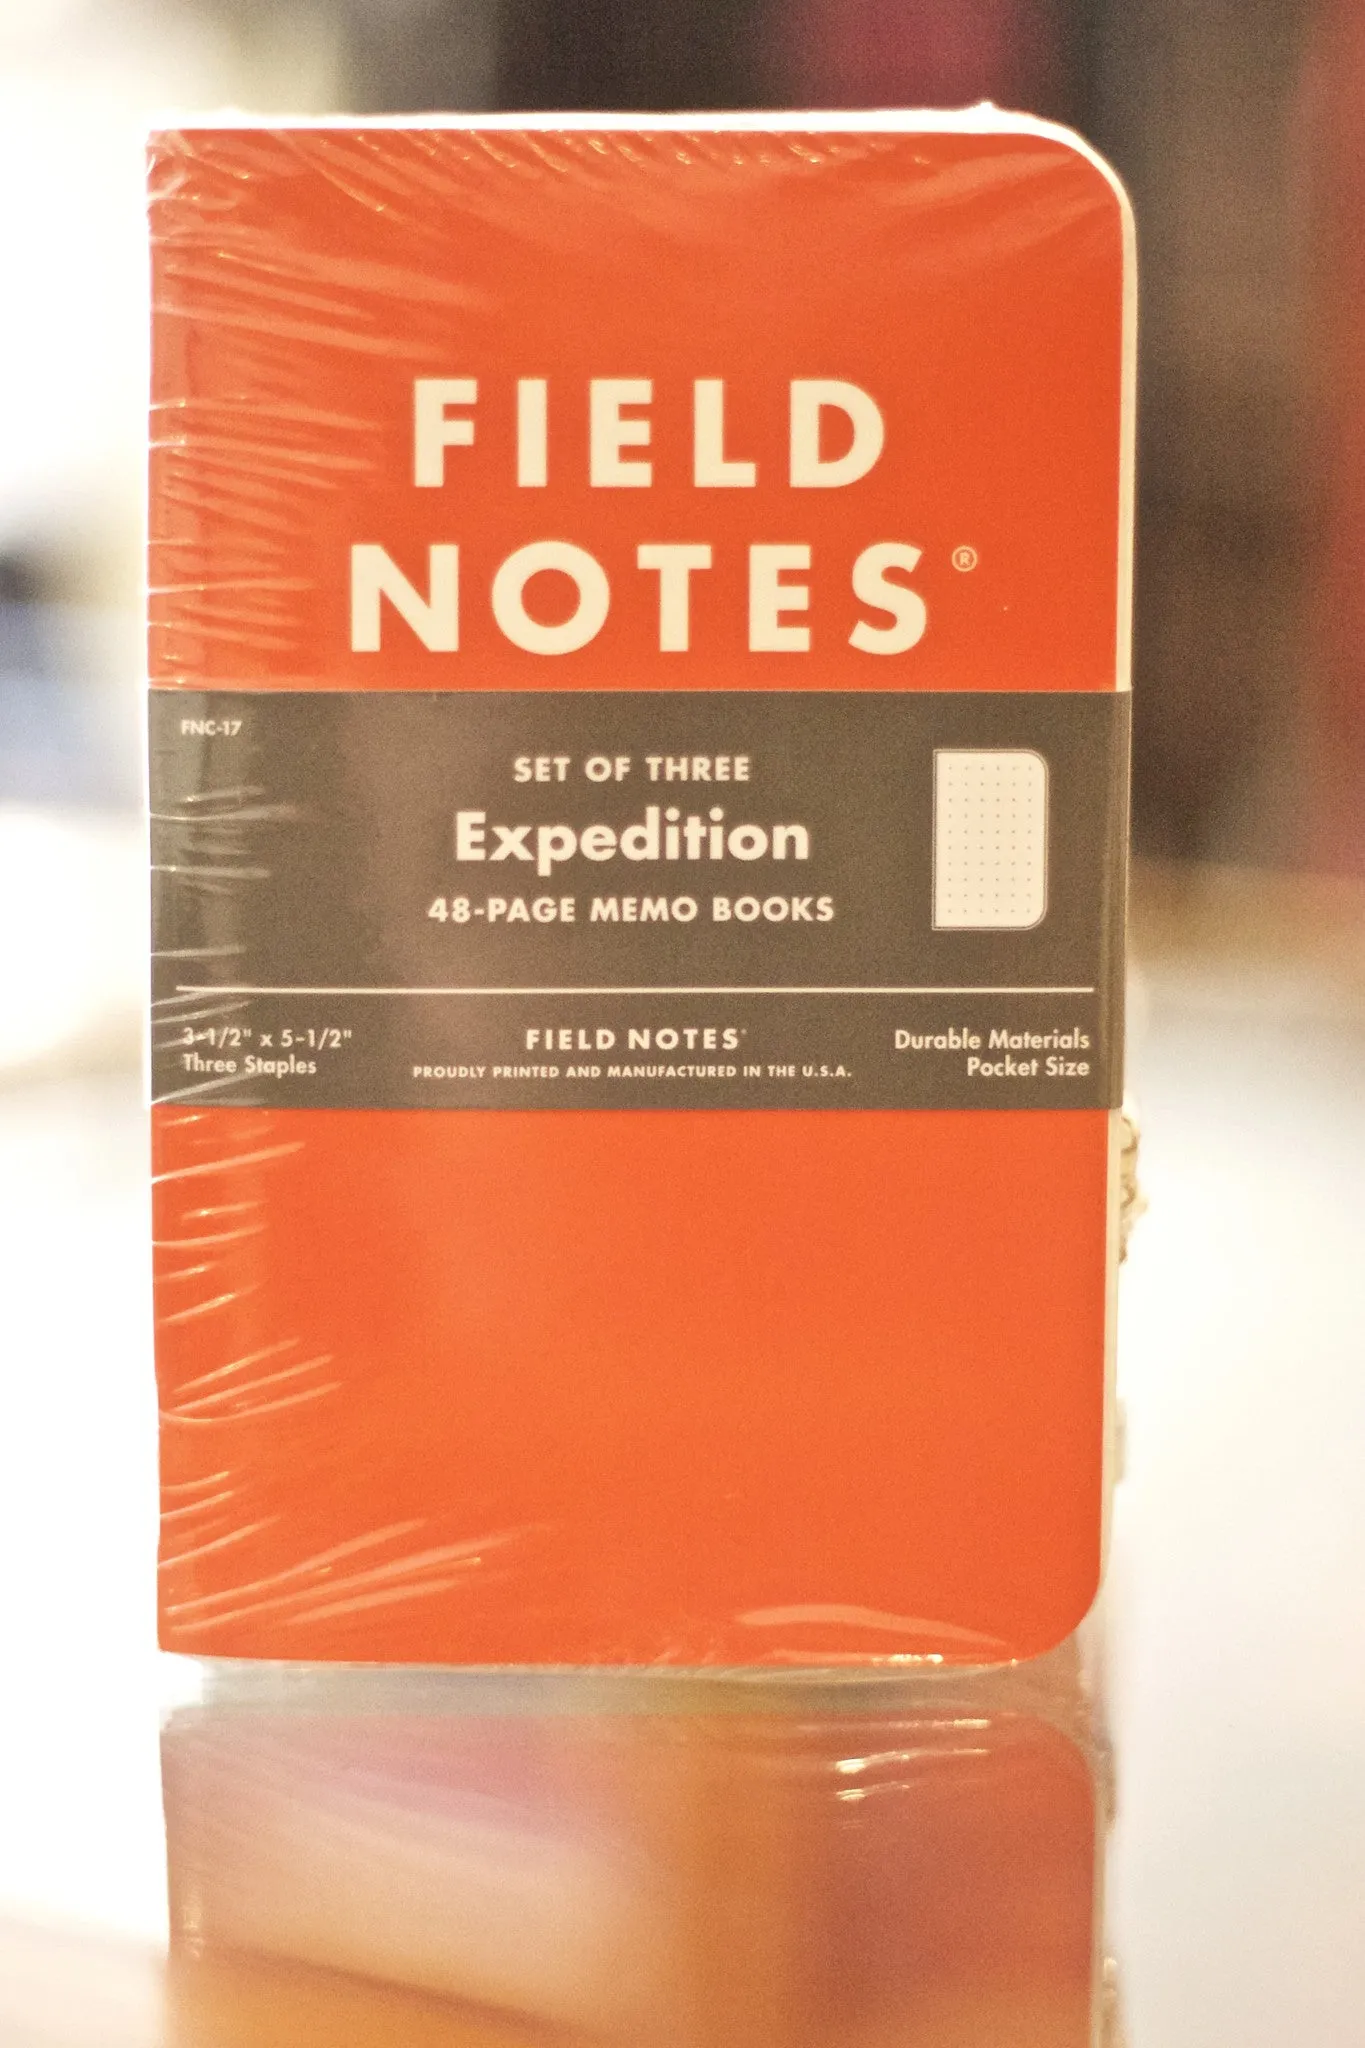 FIELD
NOTES®
FNC-17
SET OF THREE
Expedition
48-PAGE MEMO BOOKS
3-1/2" x 5-1/2"
Three Staples
FIELD NOTES
PROUDLY PRINTED AND MANUFACTURED IN THE U.S.A.
Durable Materials
Pocket Size